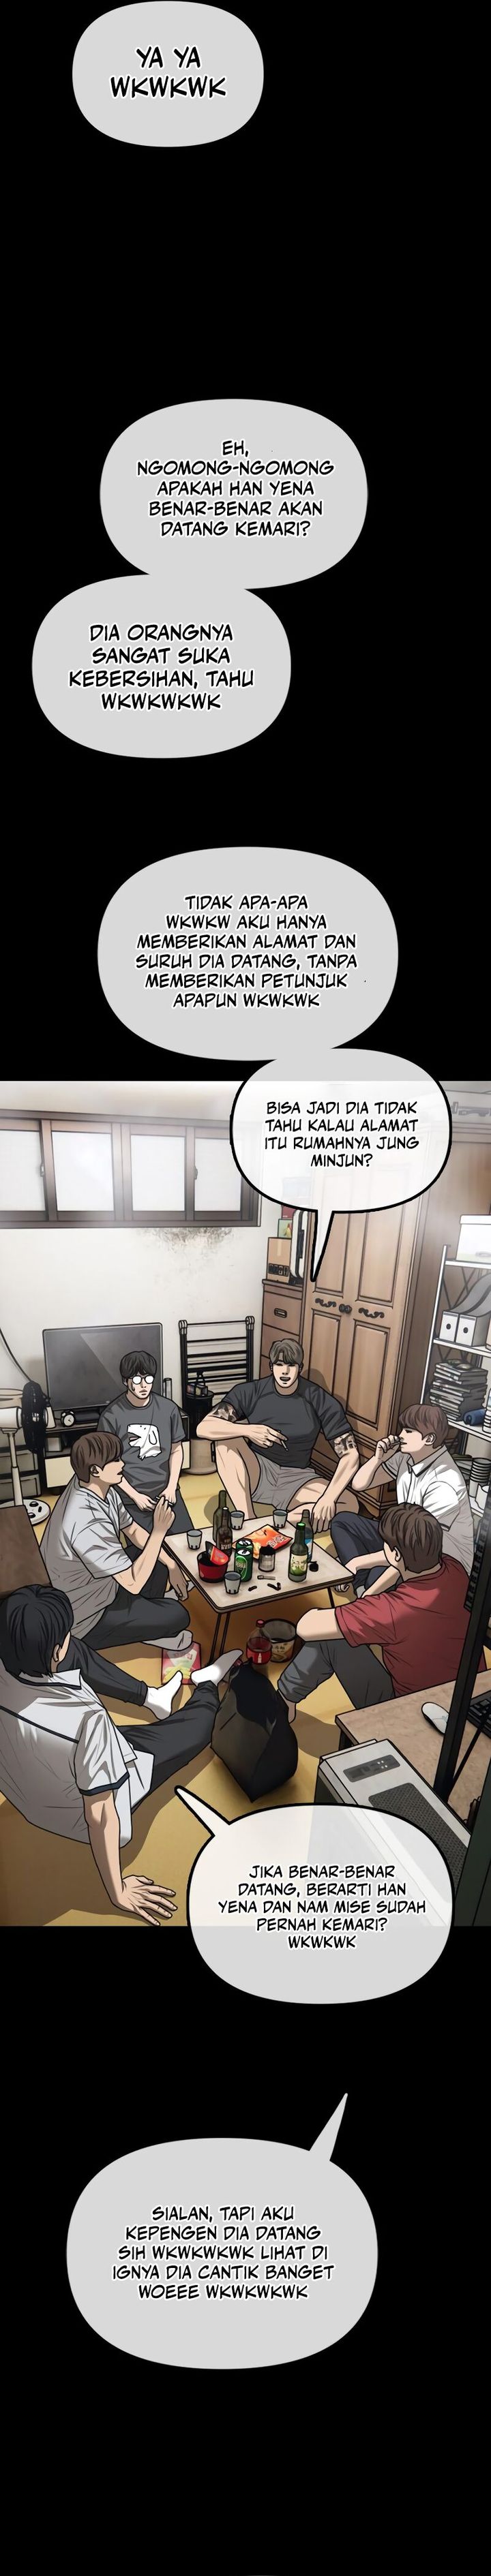 YA YA
WKWKWK
EH,
NGOMONG-NGOMONG
APAKAH HAN YENA
BENAR-BENAR AKAN
DATANG KEMARI?
DIA ORANGNYA
SANGAT SUKA
KEBERSIHAN, TAHU
WKWKWKWK
TIDAK APA-APA
WKWKW AKU HANYA
MEMBERIKAN ALAMAT DAN
SURUH DIA DATANG, TANPA
MEMBERIKAN PETUNJUK
APAPUN WKWKWK
BISA JADI DIA TIDAK
TAHU KALAU ALAMAT
ITU RUMAHNYA JUNG
MINJUN?
JIKA BENAR-BENAR
DATANG, BERARTI HAN
YENA DAN NAM MISE SUDAH
PERNAH KEMARI?
WKWKWK
SIALAN, TAPI AKU
KEPENGEN DIA DATANG
SIH WKWKWKWK LIHAT DI
IGNYA DIA CANTIK BANGET
WOEEE WKWKWKWK